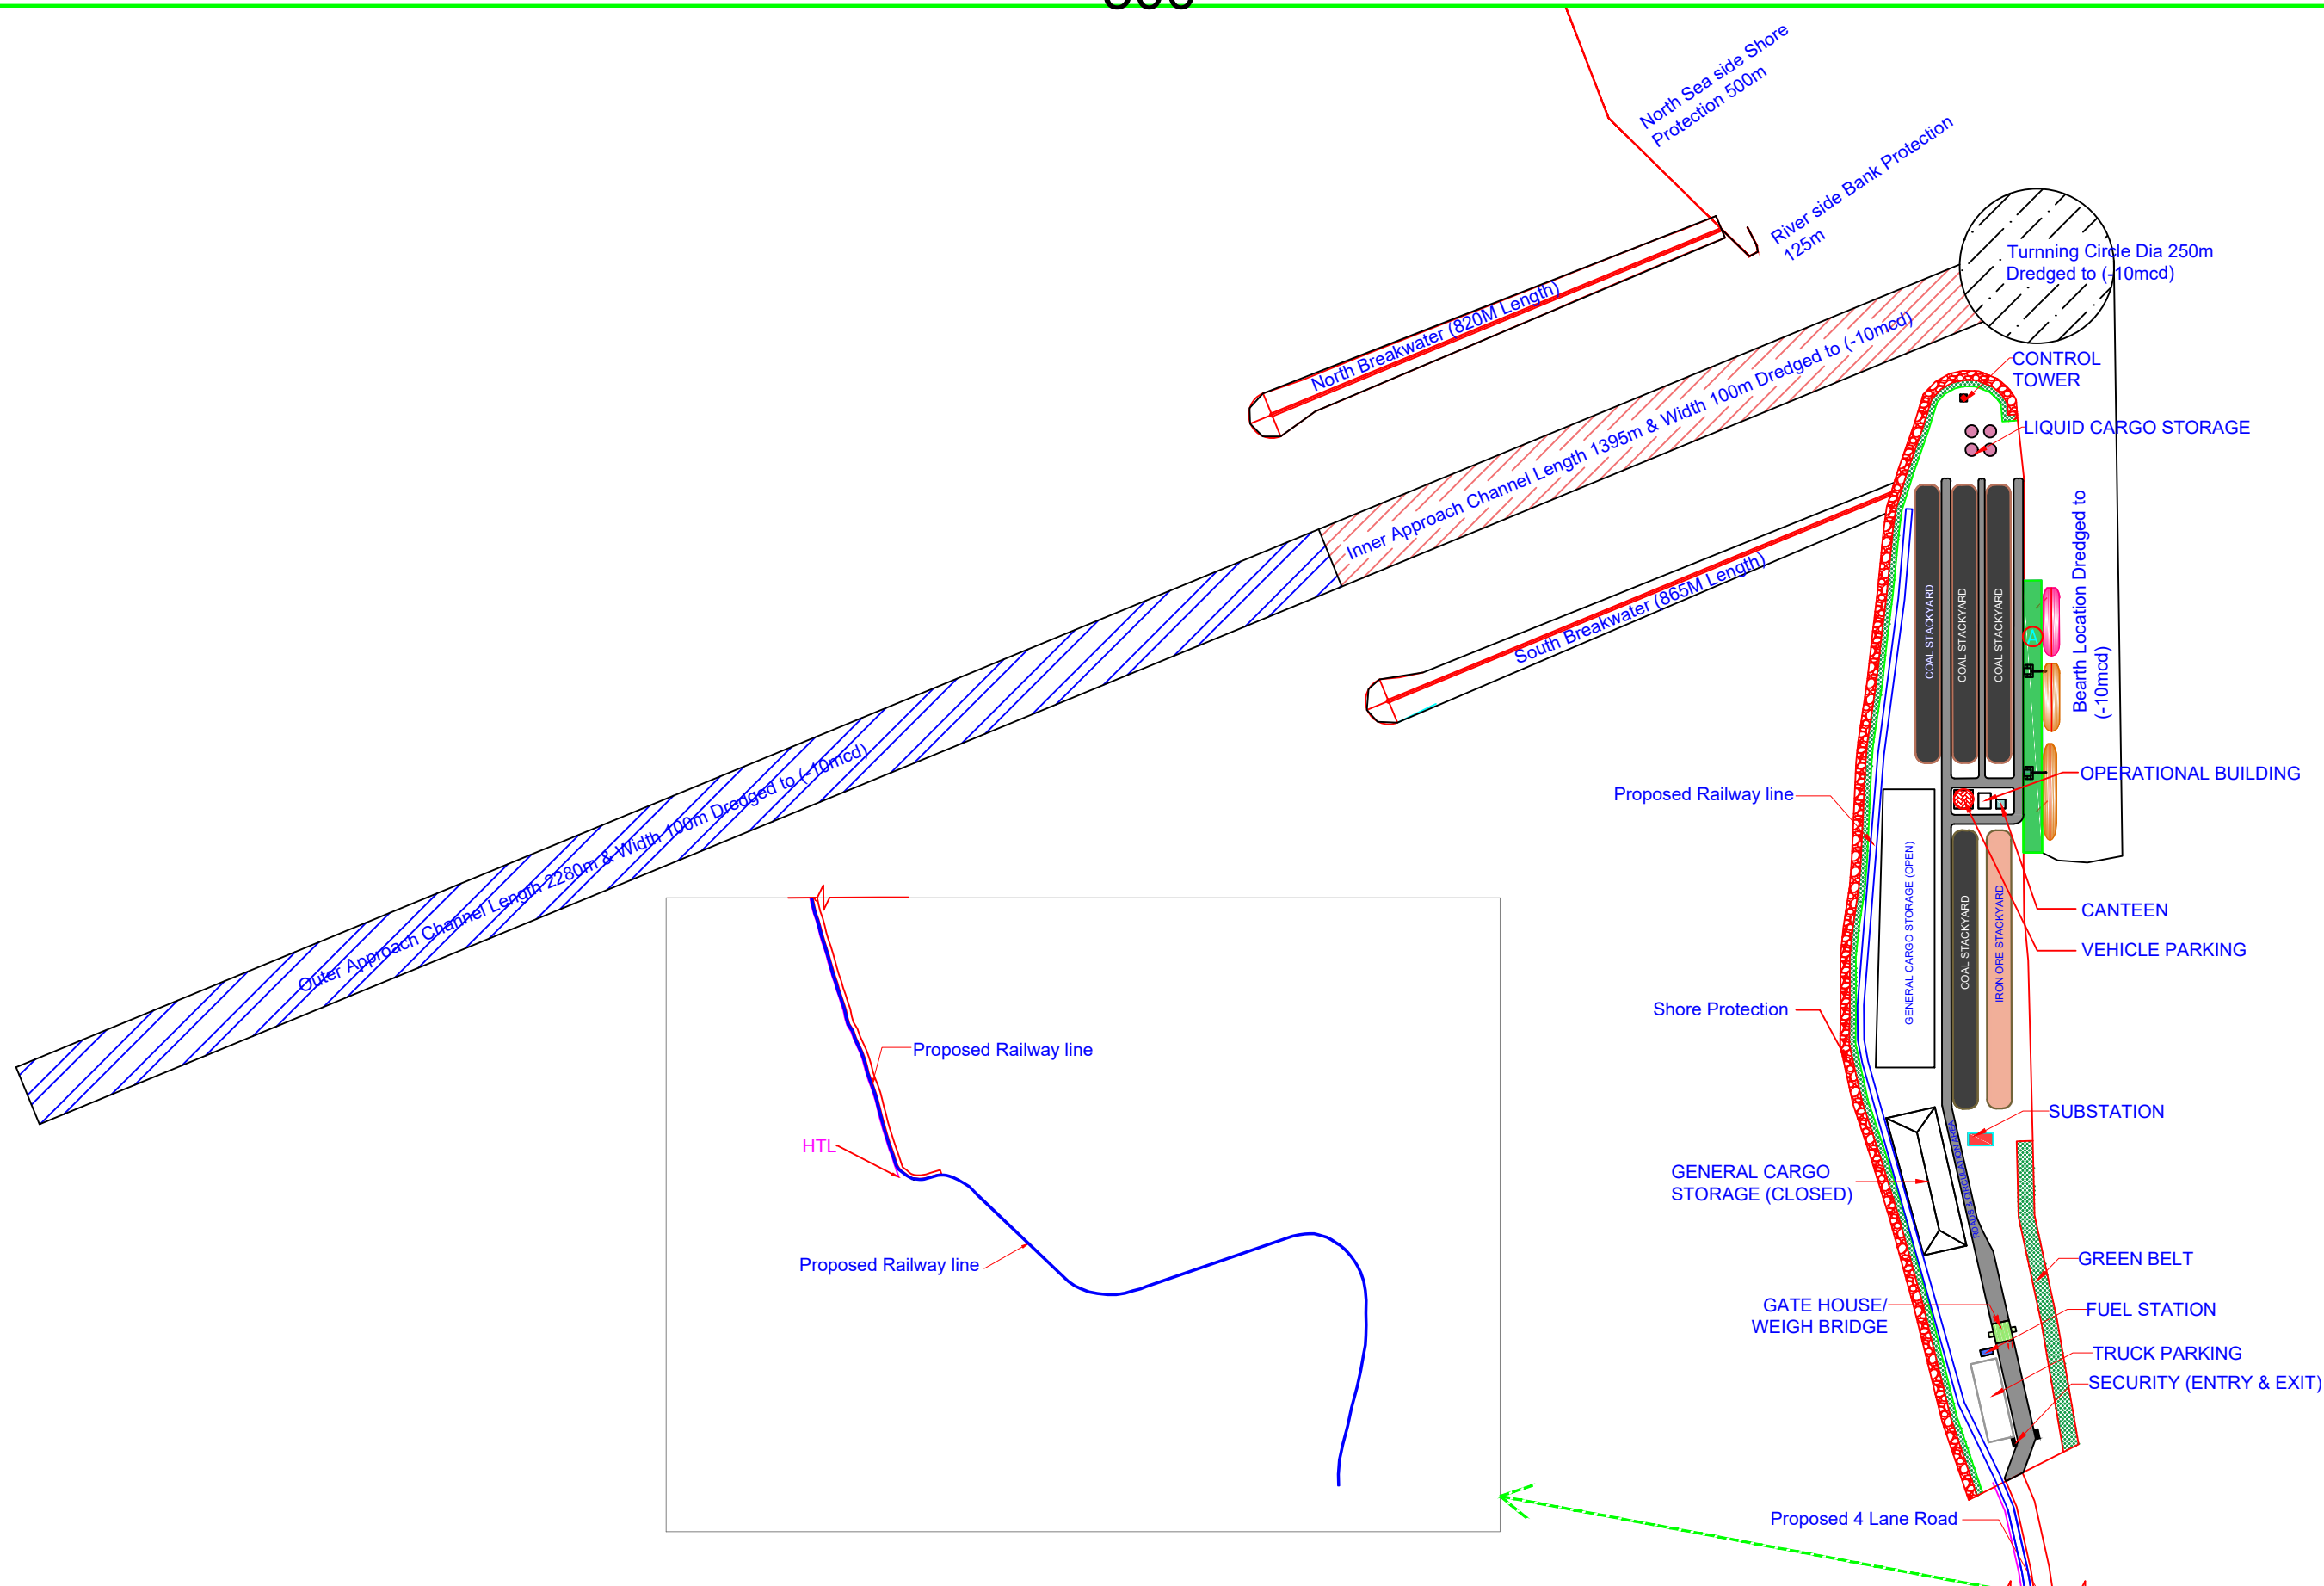 North Sea side Shore
Protection 500m
River side Bank Protection
125m
Turnning Circle Dia 250m
Dredged to (-10mcd)
North Breakwater (820M Length)
Inner Approach Channel Length 1395m & Width 100m Dredged to (-10mcd)
CONTROL
TOWER
LIQUID CARGO STORAGE
South Breakwater (865M Length)
COAL STACKYARD
COAL STACKYARD
COAL STACKYARD
A
Bearth Location Dredged to
(-10mcd)
Outer Approach Channel Length 2280m & Width 100m Dredged to (-10mcd)
Proposed Railway line
OPERATIONAL BUILDING
GENERAL CARGO STORAGE (OPEN)
COAL STACKYARD
IRON ORE STACKYARD
CANTEEN
VEHICLE PARKING
Shore Protection
Proposed Railway line
HTL
Proposed Railway line
SUBSTATION
ROADS & CIRCULATION AREA
GENERAL CARGO
STORAGE (CLOSED)
GREEN BELT
GATE HOUSE/
WEIGH BRIDGE
FUEL STATION
TRUCK PARKING
SECURITY (ENTRY & EXIT)
Proposed 4 Lane Road